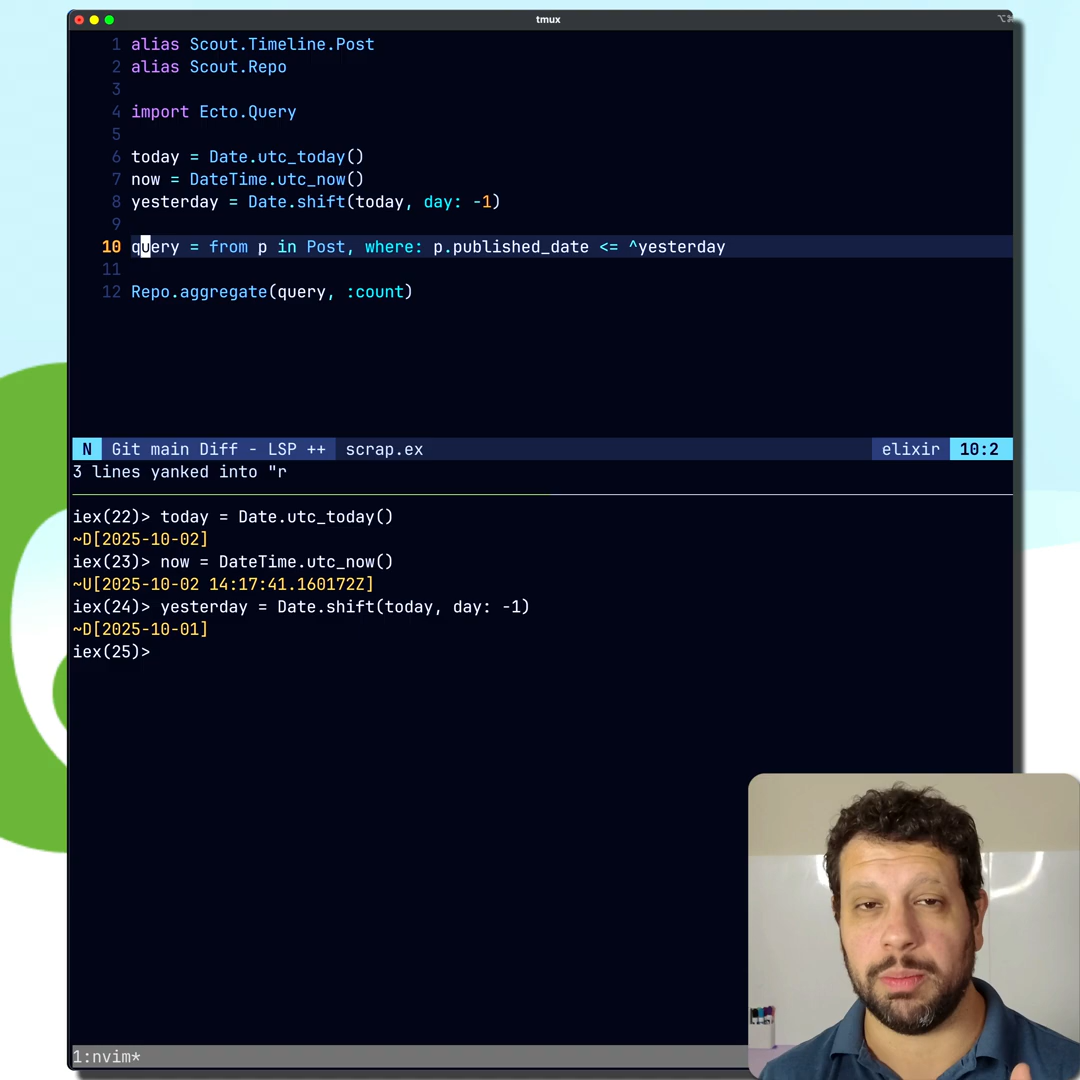 tmux
1 alias Scout.Timeline.Post
2 alias Scout.Repo
3
4 import Ecto.Query
5
6 today = Date.utc_today()
7 now = DateTime.utc_now()
8 yesterday = Date.shift(today, day: -1)
9
10 query = from p in Post, where: p.published_date <= ^yesterday
11
12 Repo.aggregate(query, :count)
N Git main Diff - LSP ++ scrap.ex elixir 10:2
3 lines yanked into "r
iex(22)> today = Date.utc_today()
~D[2025-10-02]
iex(23)> now = DateTime.utc_now()
~U[2025-10-02 14:17:41.160172Z]
iex(24)> yesterday = Date.shift(today, day: -1)
~D[2025-10-01]
iex(25)>
1:nvim*